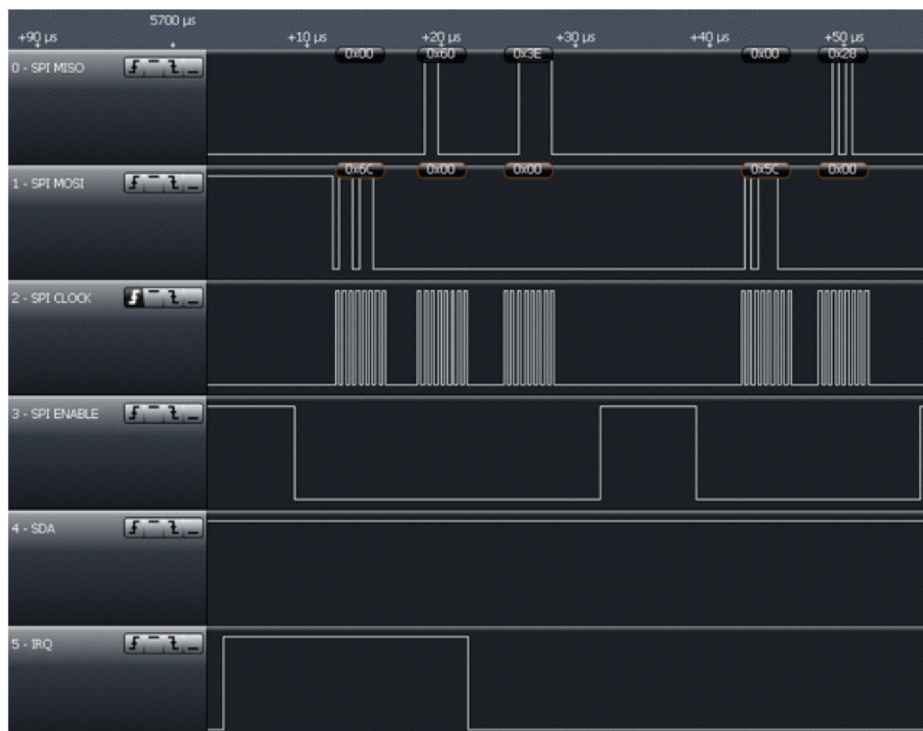 5700 µs
+90 µs +10 µs +20 µs +30 µs +40 µs +50 µs
0 - SPI MISO 0x00 0x60 0x3E 0x00 0x28
1 - SPI MOSI 0x6C 0x00 0x00 0x5C 0x00
2 - SPI CLOCK
3 - SPI ENABLE
4 - SDA
5 - IRQ